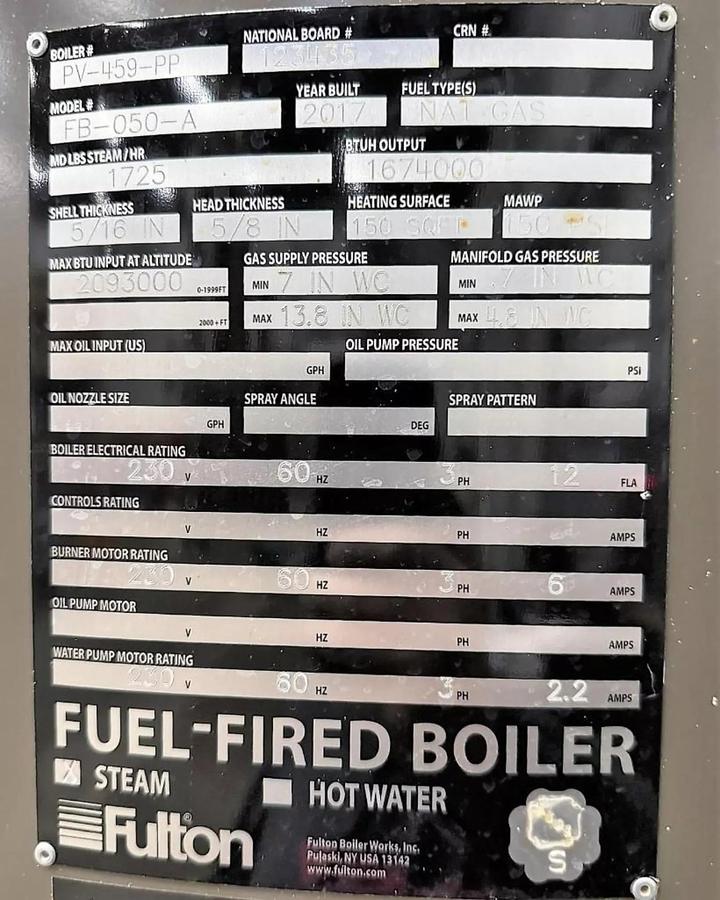 BOILER # NATIONAL BOARD # CRN #
PV-459-PP 123435
MODEL # YEAR BUILT FUEL TYPE(S)
FB-050-A 2017 NAT GAS
MD LBS STEAM / HR BTUH OUTPUT
1725 1674000
SHELL THICKNESS HEAD THICKNESS HEATING SURFACE MAWP
5/16 IN 5/8 IN 150 SQFT 150 PSI
MAX BTU INPUT AT ALTITUDE GAS SUPPLY PRESSURE MANIFOLD GAS PRESSURE
2093000 0-1999FT MIN 7 IN WC MIN .7 IN WC
2000 + FT MAX 13.8 IN WC MAX 4.8 IN WC
MAX OIL INPUT (US) OIL PUMP PRESSURE
GPH PSI
OIL NOZZLE SIZE SPRAY ANGLE SPRAY PATTERN
GPH DEG
BOILER ELECTRICAL RATING
230 V 60 HZ 3 PH 12 FLA
CONTROLS RATING
V HZ PH AMPS
BURNER MOTOR RATING
230 V 60 HZ 3 PH 6 AMPS
OIL PUMP MOTOR
V HZ PH AMPS
WATER PUMP MOTOR RATING
230 V 60 HZ 3 PH 2.2 AMPS
FUEL-FIRED BOILER
X STEAM HOT WATER
Fulton®
Fulton Boiler Works, Inc.
Pulaski, NY USA 13142
www.fulton.com
S